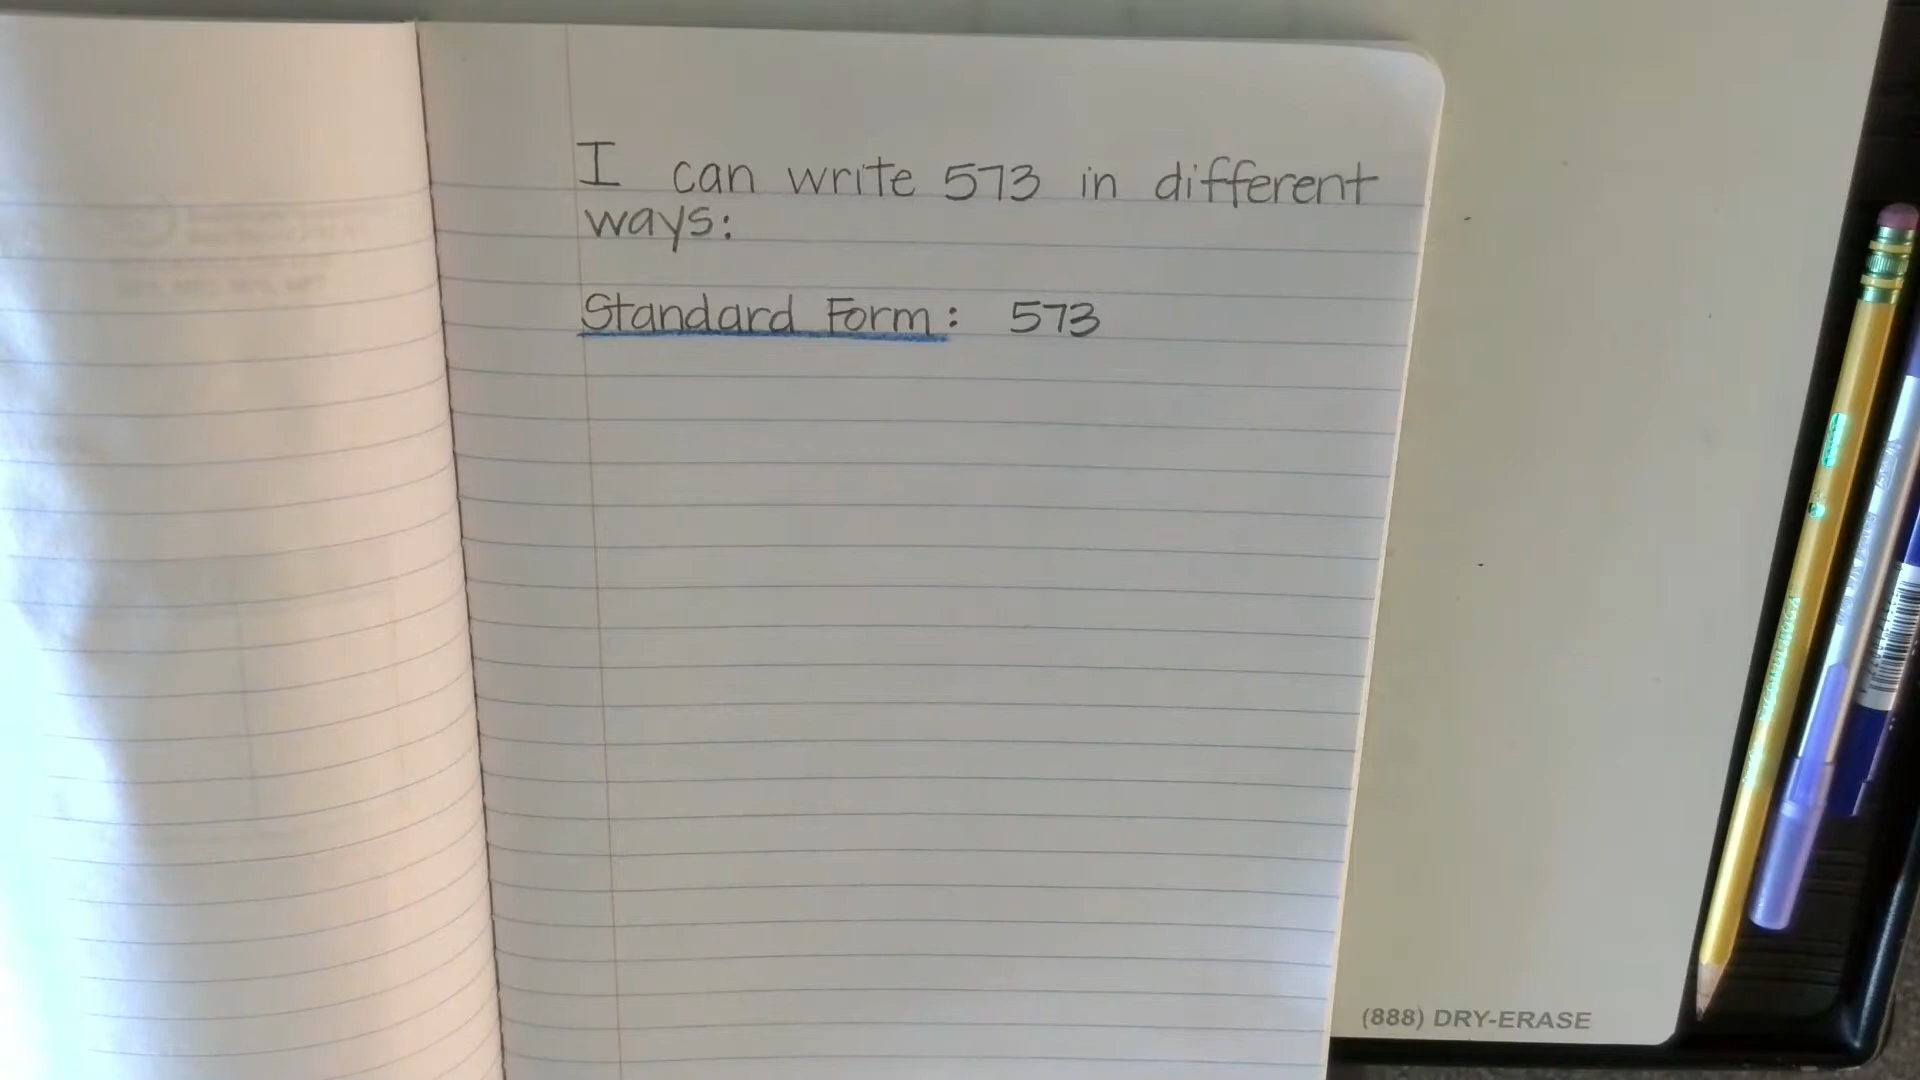 I can write 573 in different
ways:
Standard Form: 573
(888) DRY-ERASE